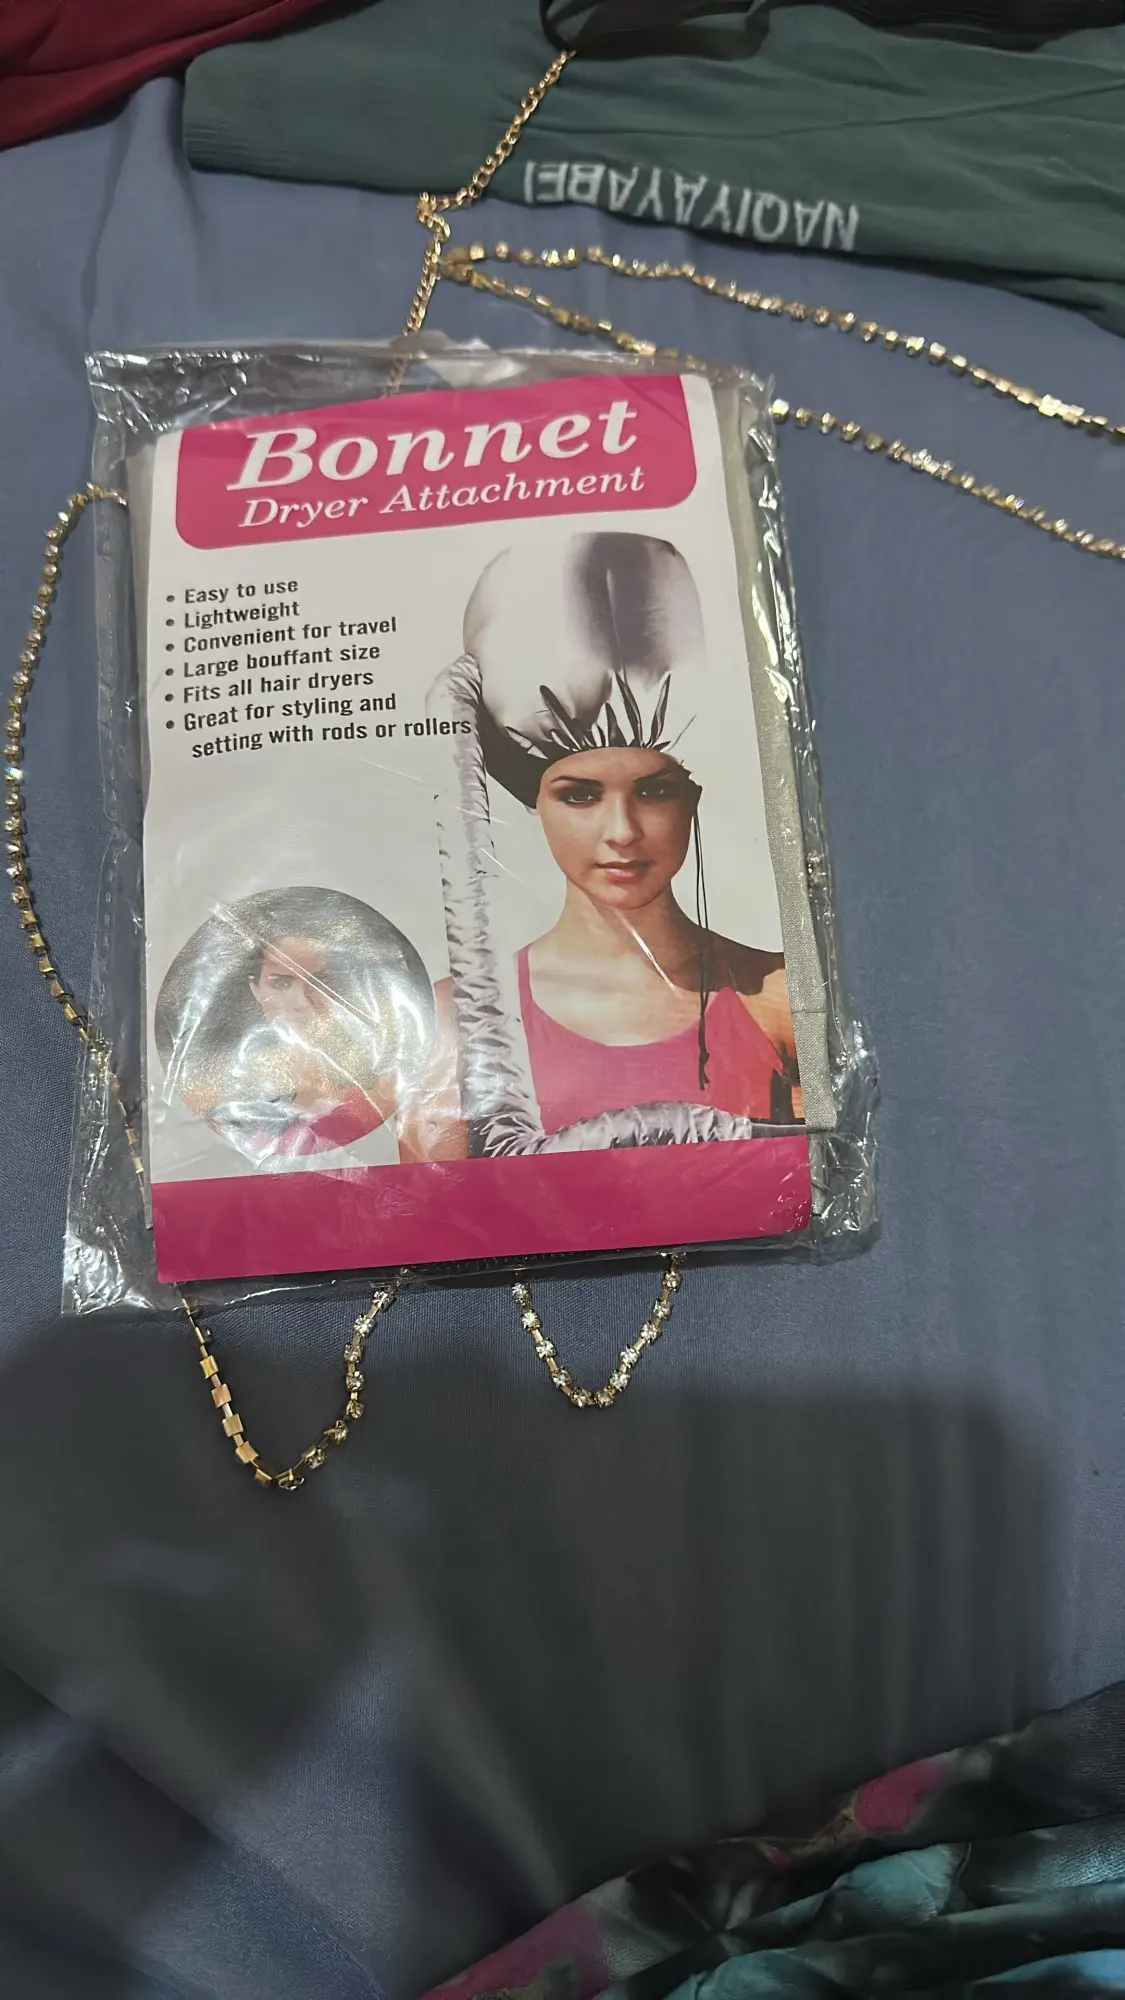 NAQIYAYABEI
Bonnet
Dryer Attachment
• Easy to use
• Lightweight
• Convenient for travel
• Large bouffant size
• Fits all hair dryers
• Great for styling and
setting with rods or rollers